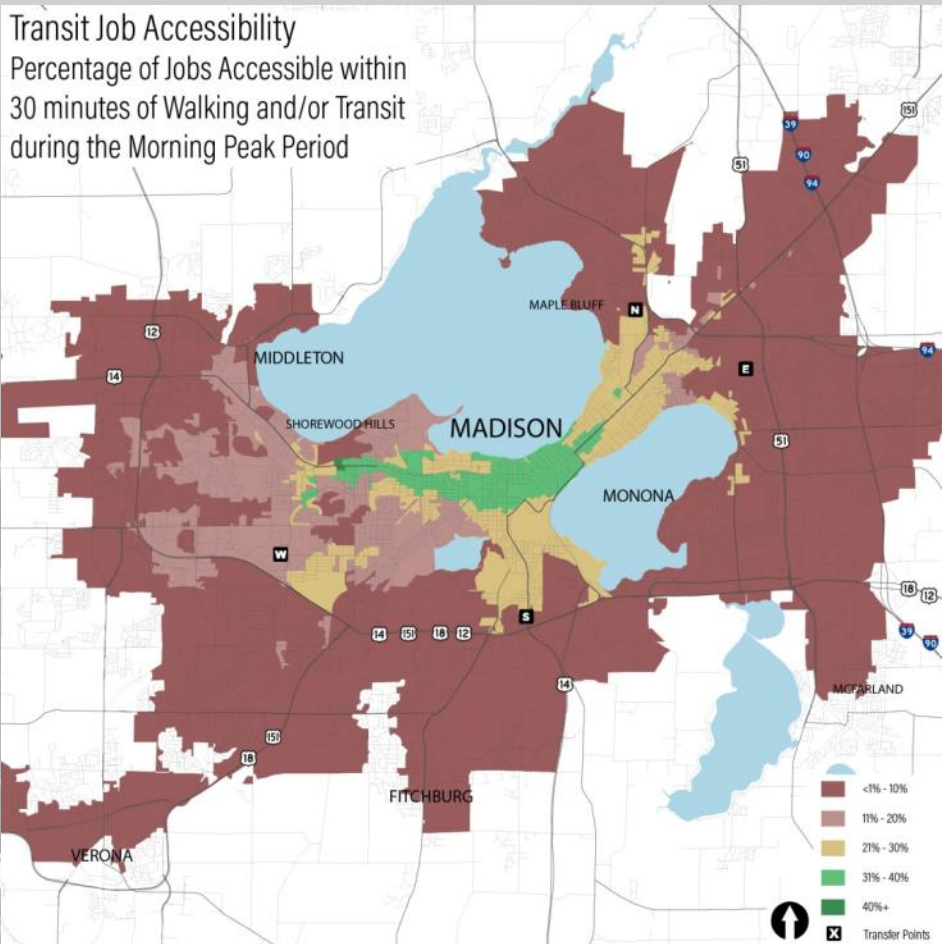 Transit Job Accessibility
Percentage of Jobs Accessible within
30 minutes of Walking and/or Transit
during the Morning Peak Period
151
39
51
90
94
MAPLE BLUFF
N
12
MIDDLETON
94
14
E
SHOREWOOD HILLS
MADISON
51
MONONA
W
18
12
S
14
151
18
12
39
90
14
MCFARLAND
151
18
FITCHBURG
VERONA
<1% - 10%
11% - 20%
21% - 30%
31% - 40%
40%+
X
Transfer Points